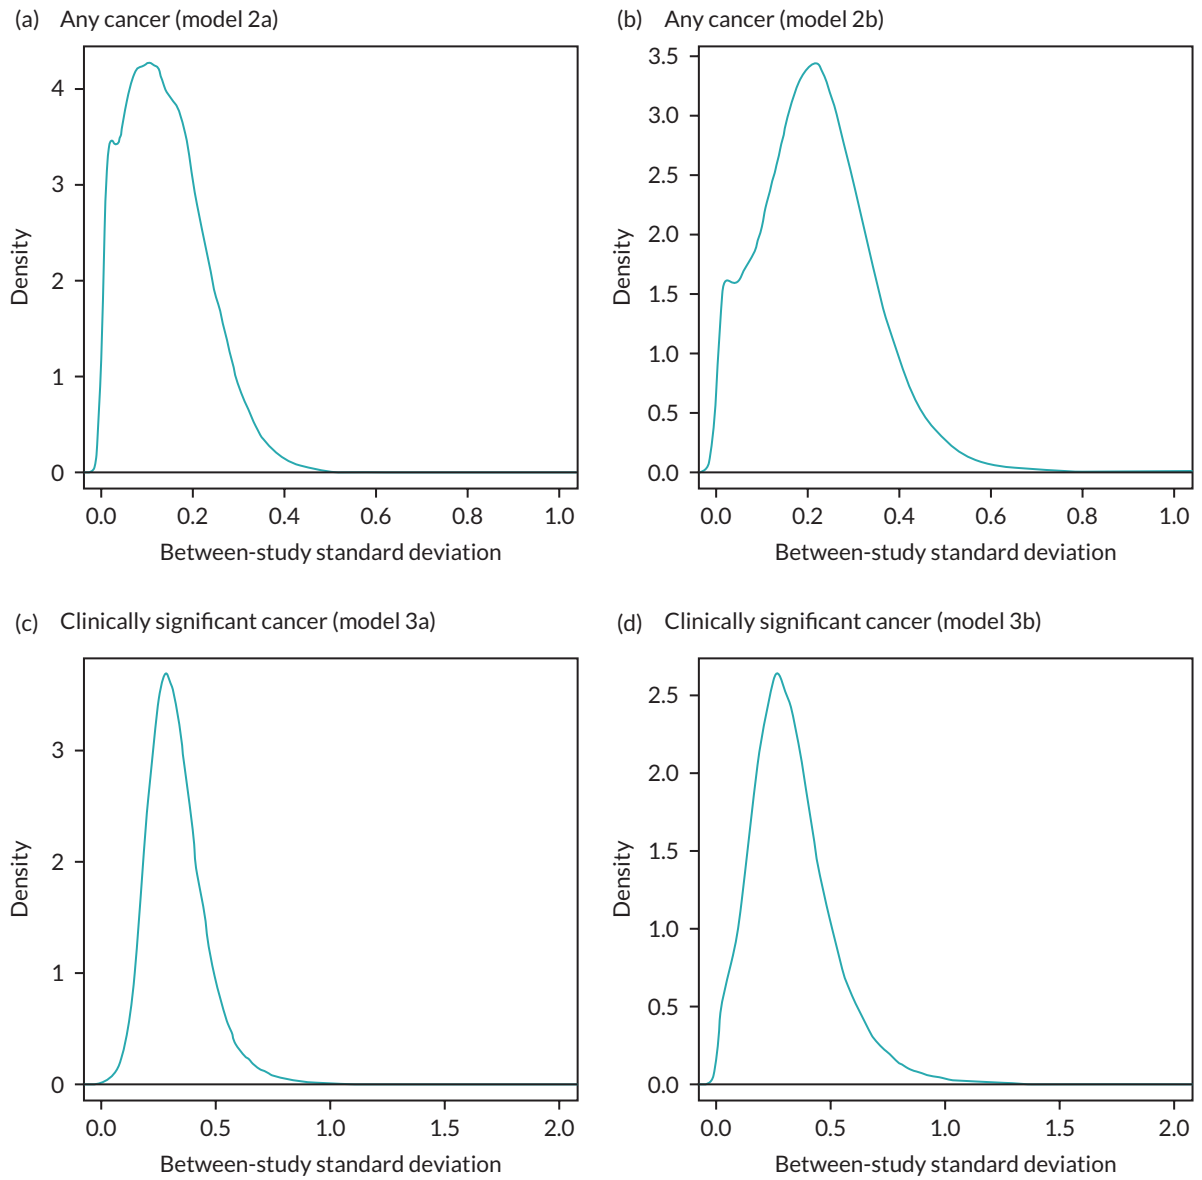 (a) Any cancer (model 2a)
Density
4
3
2
1
0
0.0 0.2 0.4 0.6 0.8 1.0
Between-study standard deviation
(b) Any cancer (model 2b)
Density
3.5
3.0
2.5
2.0
1.5
1.0
0.5
0.0
0.0 0.2 0.4 0.6 0.8 1.0
Between-study standard deviation
(c) Clinically significant cancer (model 3a)
Density
3
2
1
0
0.0 0.5 1.0 1.5 2.0
Between-study standard deviation
(d) Clinically significant cancer (model 3b)
Density
2.5
2.0
1.5
1.0
0.5
0.0
0.0 0.5 1.0 1.5 2.0
Between-study standard deviation